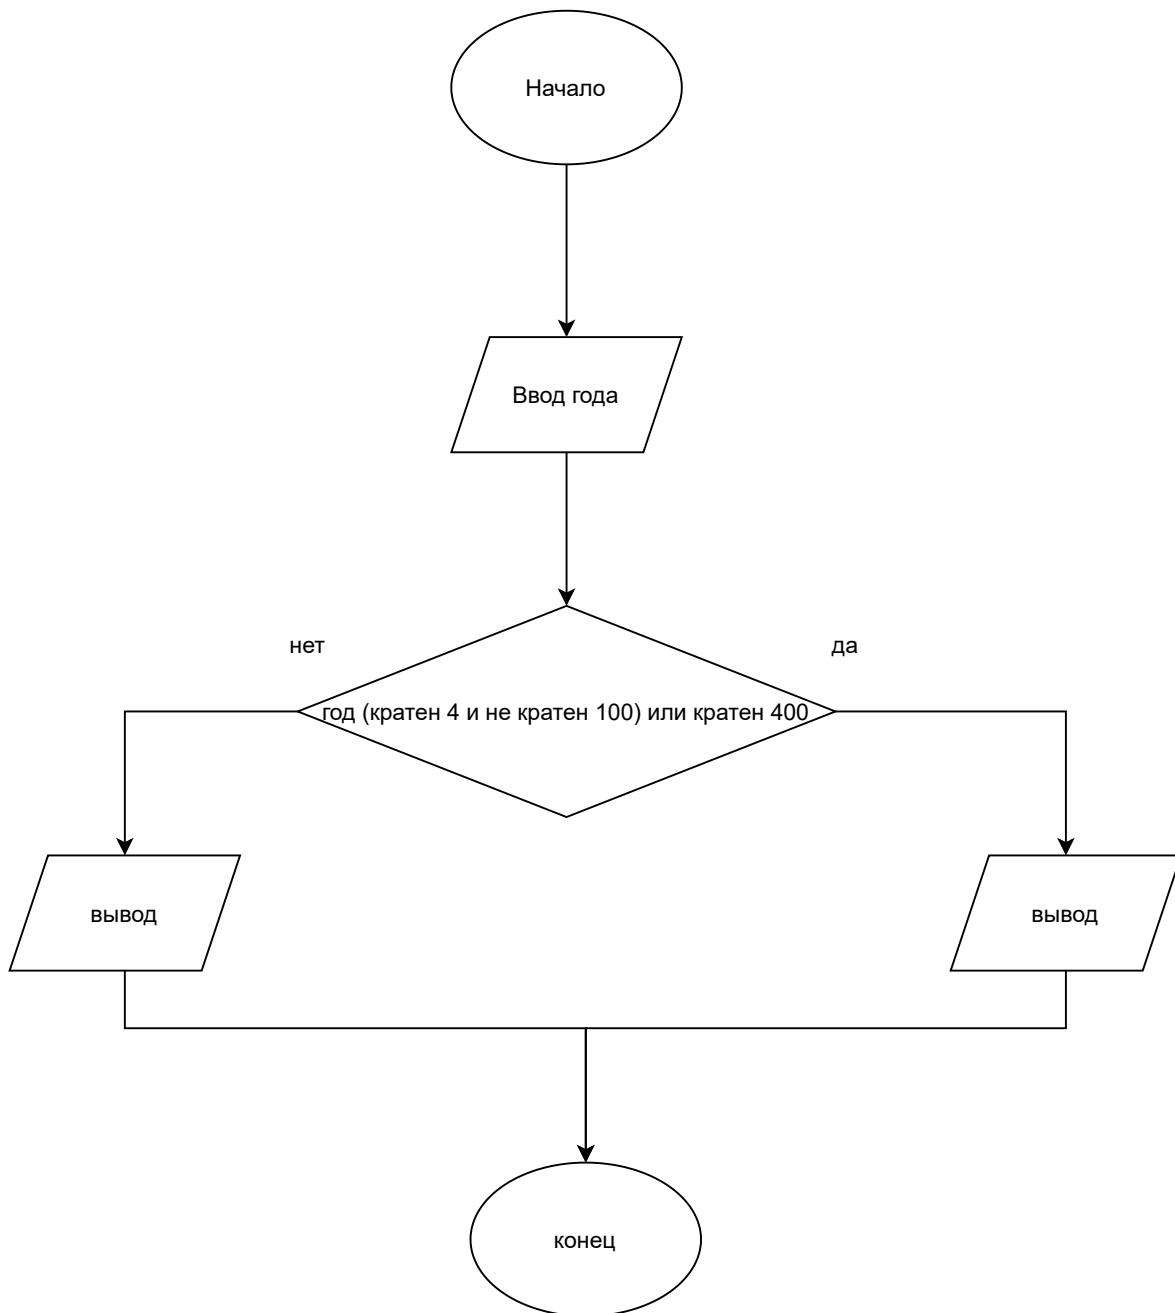 Начало
Ввод года
нет
да
год (кратен 4 и не кратен 100) или кратен 400
вывод
вывод
конец